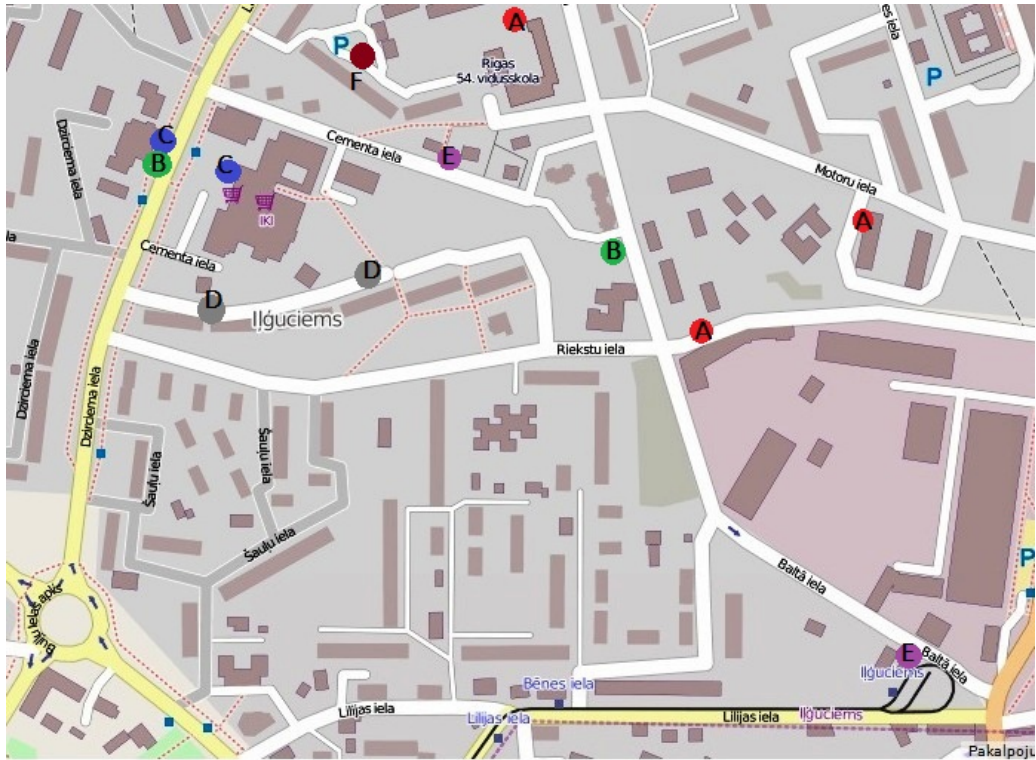 A
P
F
Rīgas
54. vidusskola
P
Cementa iela
C
B
C
E
Dzirciema iela
IKI
Motoru iela
A
Cementa iela
B
D
D
Iļģuciems
A
Riekstu iela
Dzirciema iela
Dzirciema iela
Šauļu iela
Šauļu iela
Šauļu iela
Baltā iela
P
E
Baltā iela
Iļģuciems
Bēnes iela
Lilijas iela
Lilijas iela
Lilijas iela
Iļģuciems
Pakalpoju